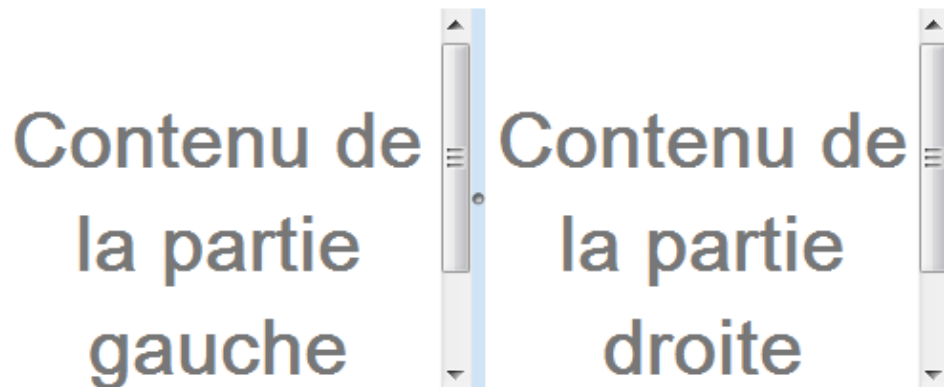 Contenu de
la partie
gauche
Contenu de
la partie
droite